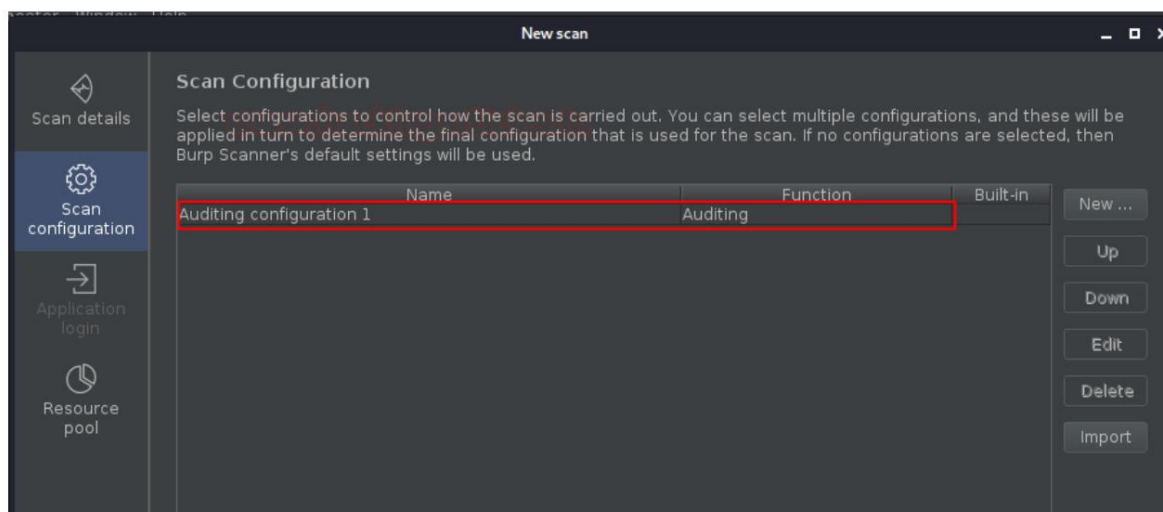 New scan
Scan details
Scan
configuration
Application
login
Resource
pool
Scan Configuration
Select configurations to control how the scan is carried out. You can select multiple configurations, and these will be
applied in turn to determine the final configuration that is used for the scan. If no configurations are selected, then
Burp Scanner's default settings will be used.
Name Function Built-in
Auditing configuration 1 Auditing
New ...
Up
Down
Edit
Delete
Import